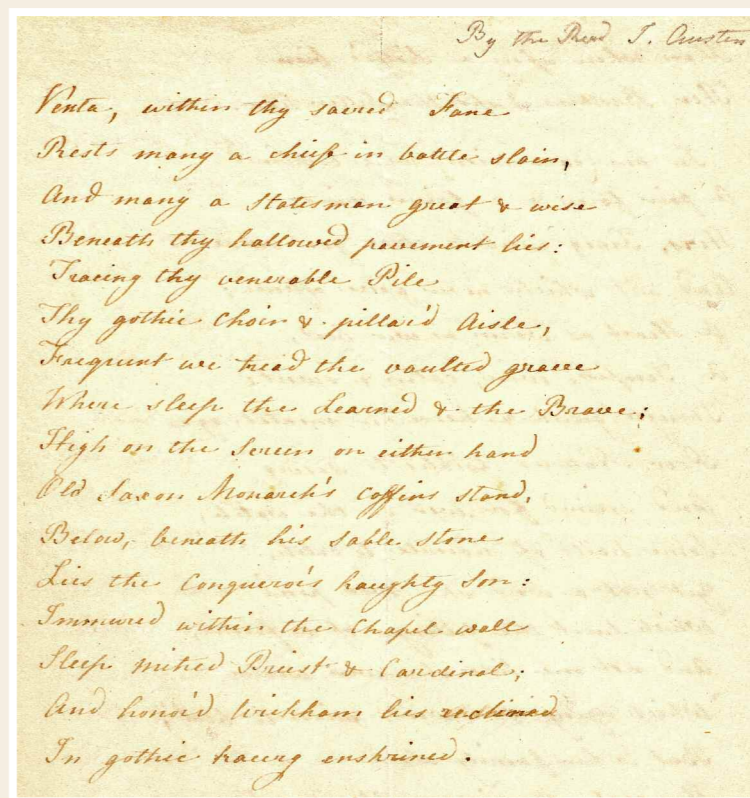 By the Revd J. Austen
Venta, within thy sacred Fane
Rests many a chief in battle slain,
And many a Statesman great & wise
Beneath thy hallowed pavement lies:
Tracing thy venerable Pile
Thy gothic Choir & pillar'd Aisle,
Frequent we tread the vaulted grave
Where sleep the Learned & the Brave;
High on the Screen on either hand
Old Saxon Monarch's Coffins stand,
Below, beneath his sable stone
Lies the Conqueror's haughty Son:
Immured within the Chapel wall
Sleep mitred Priest & Cardinal;
And honor'd Wickham lies reclined
In gothic tracery enshrined.